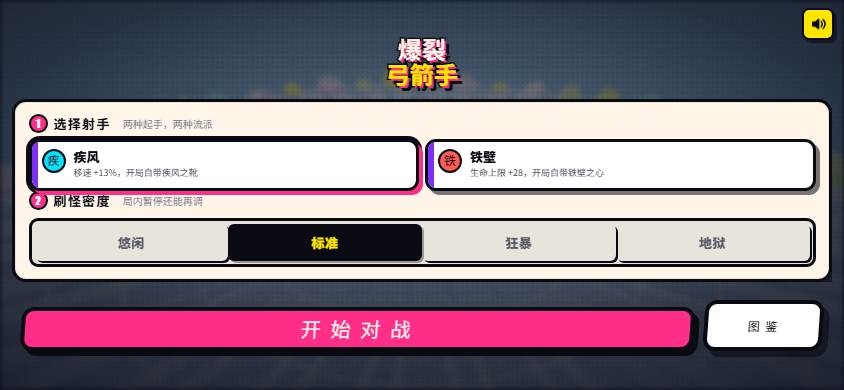 爆裂
弓箭手
1 选择射手 两种起手，两种流派
疾 疾风
移速 +13%，开局自带疾风之靴
铁 铁壁
生命上限 +28，开局自带铁壁之心
2 刷怪密度 局内暂停还能再调
悠闲 标准 狂暴 地狱
开始对战 图鉴